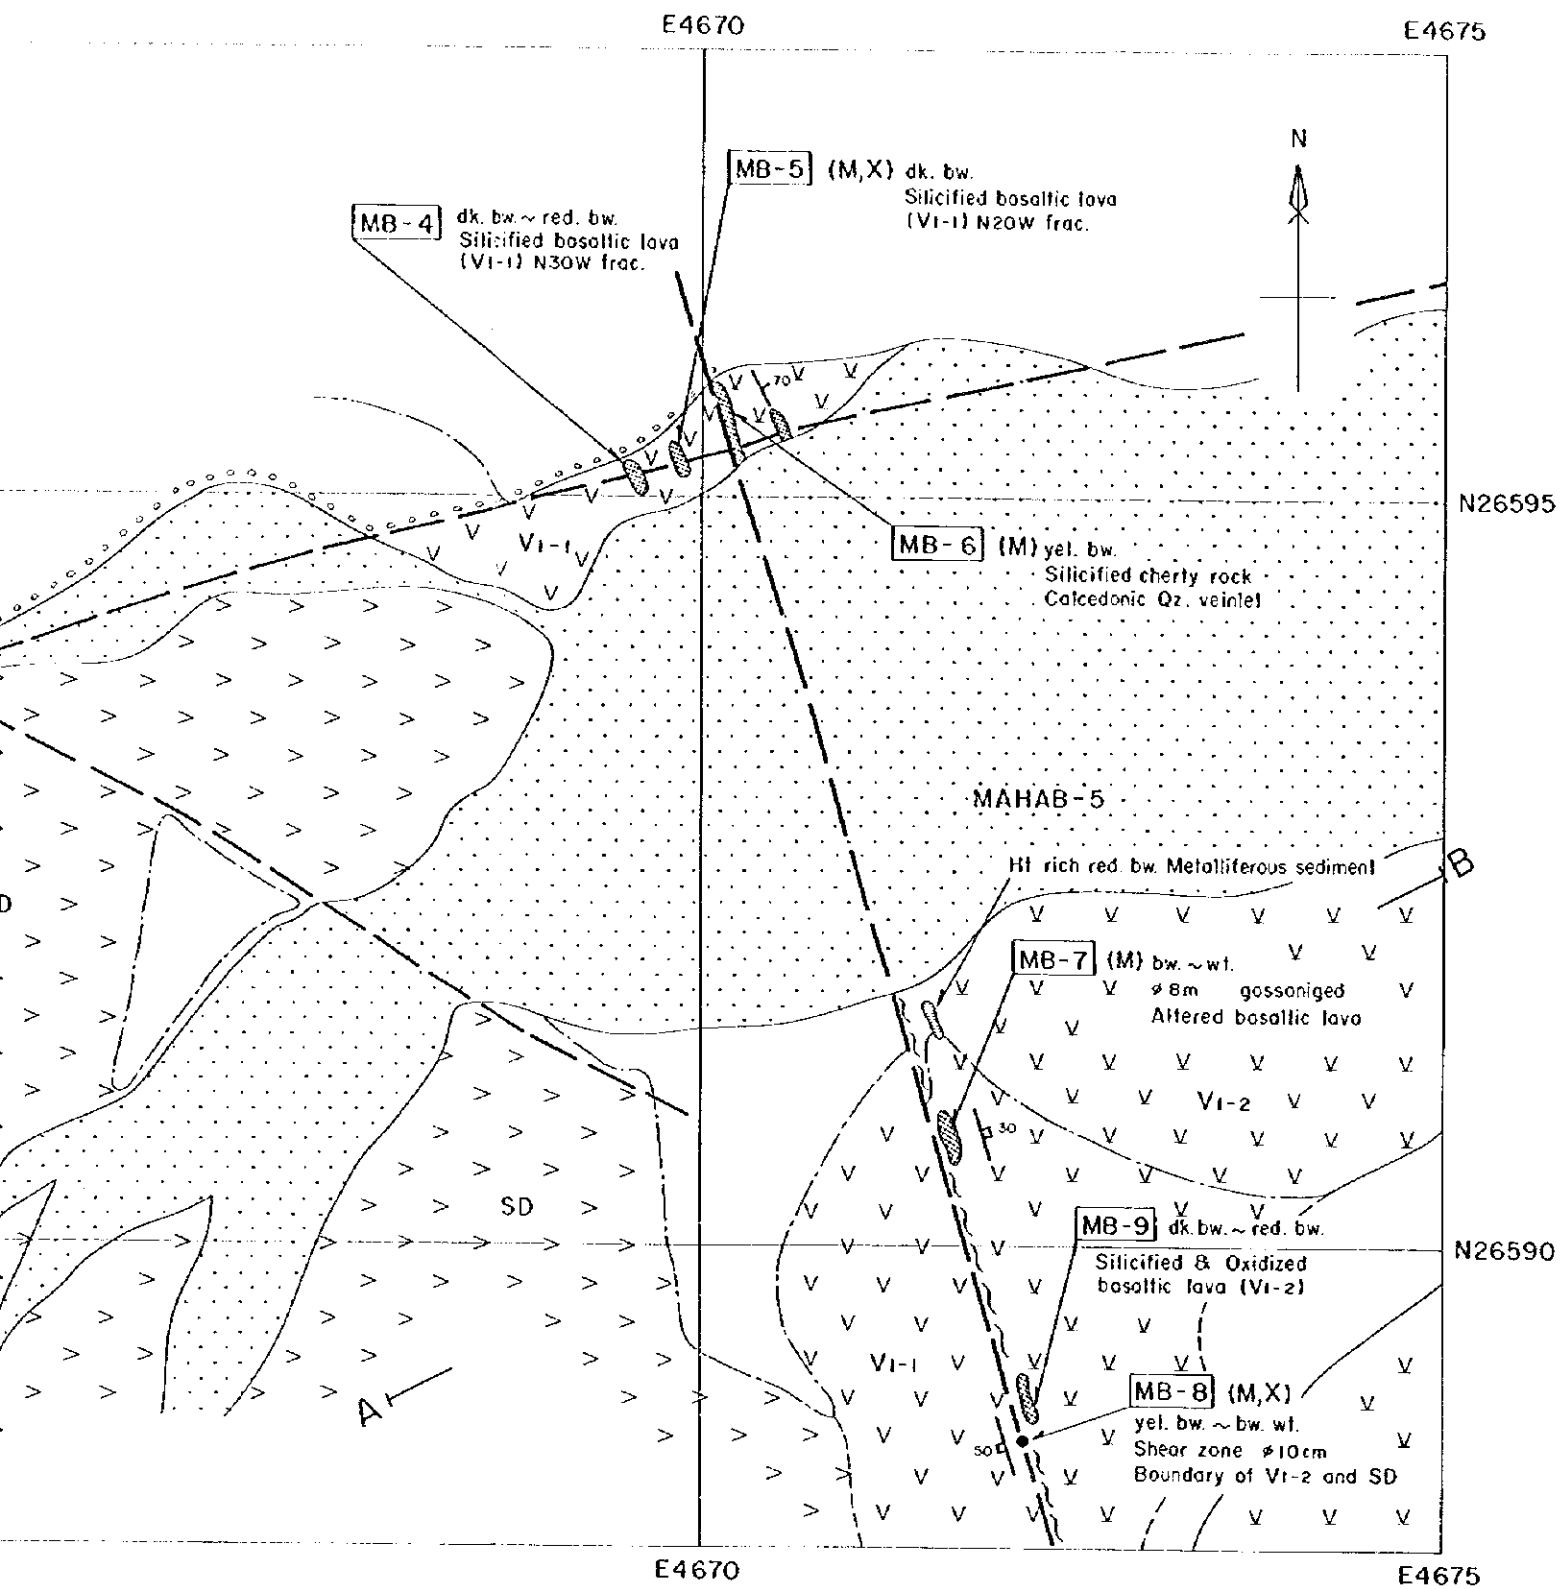 E4670
E4675
N
MB-5 (M,X) dk. bw.
Silicified basaltic lava
(V1-1) N20W frac.
MB-4 dk. bw. ~ red. bw.
Silicified basaltic lava
(V1-1) N30W frac.
70
N26595
V1-1
MB-6 (M) yel. bw.
Silicified cherty rock
Calcedonic Qz. veinlet
MAHAB-5
Ht rich red. bw. Metalliferous sediment
B
D
MB-7 (M) bw. ~ wt.
ø 8m gossoniged
Altered basaltic lava
V1-2
30
SD
MB-9 dk. bw. ~ red. bw.
Silicified & Oxidized
basaltic lava (V1-2)
N26590
V1-1
A
MB-8 (M,X)
yel. bw. ~ bw. wt.
Shear zone ø 10cm
Boundary of V1-2 and SD
50
E4670
E4675